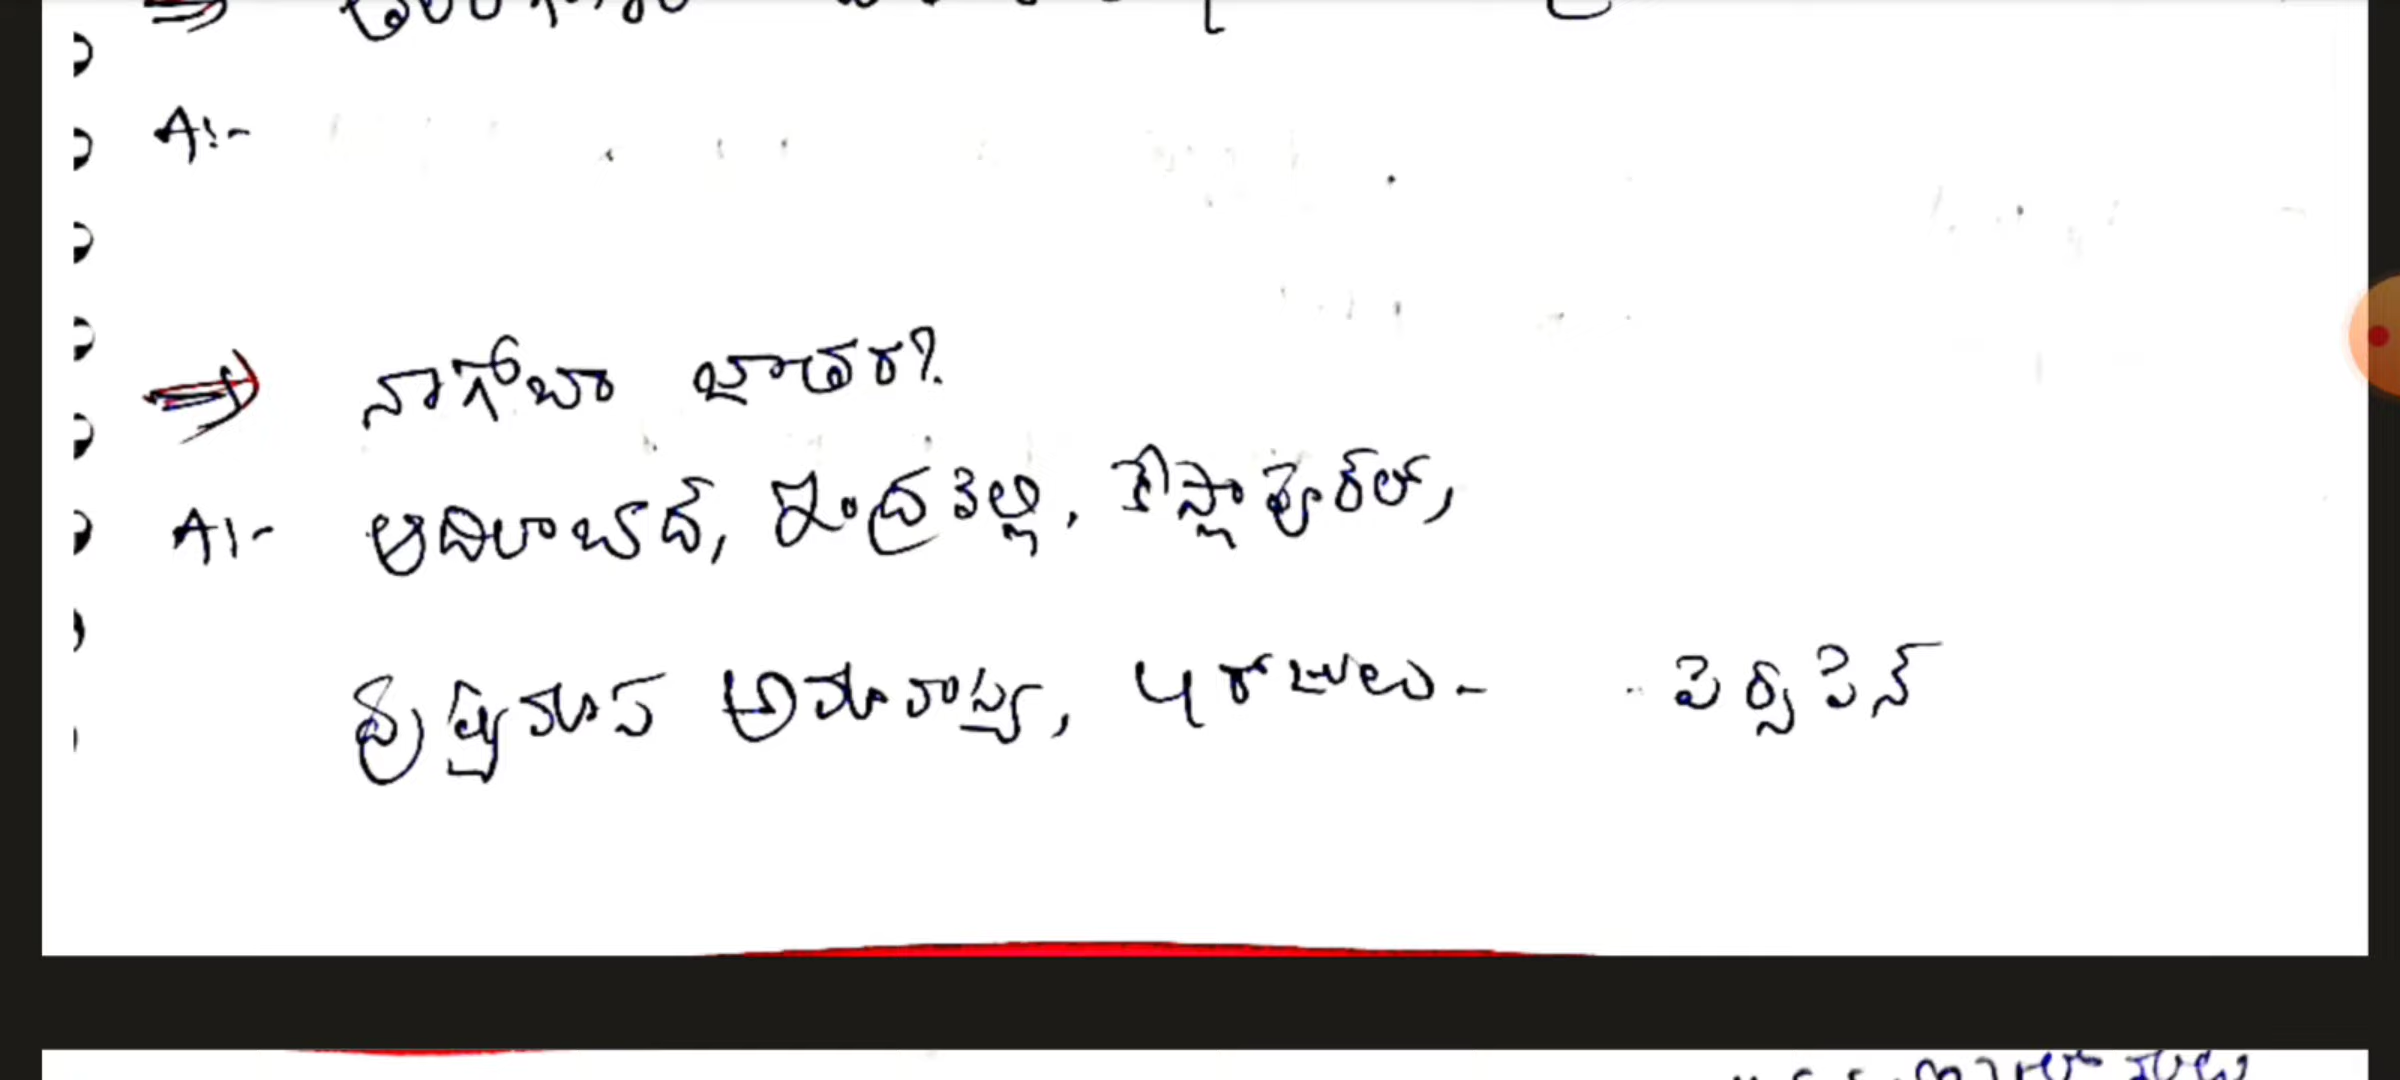 A:-
⇒ నాగోబా జాతర?
A:- ఆదిలాబాద్, ఇంద్రవెల్లి, కేస్లాపూర్‌లో,
పుష్యమాస అమావాస్య, 4 రోజులు - పెర్సపెన్